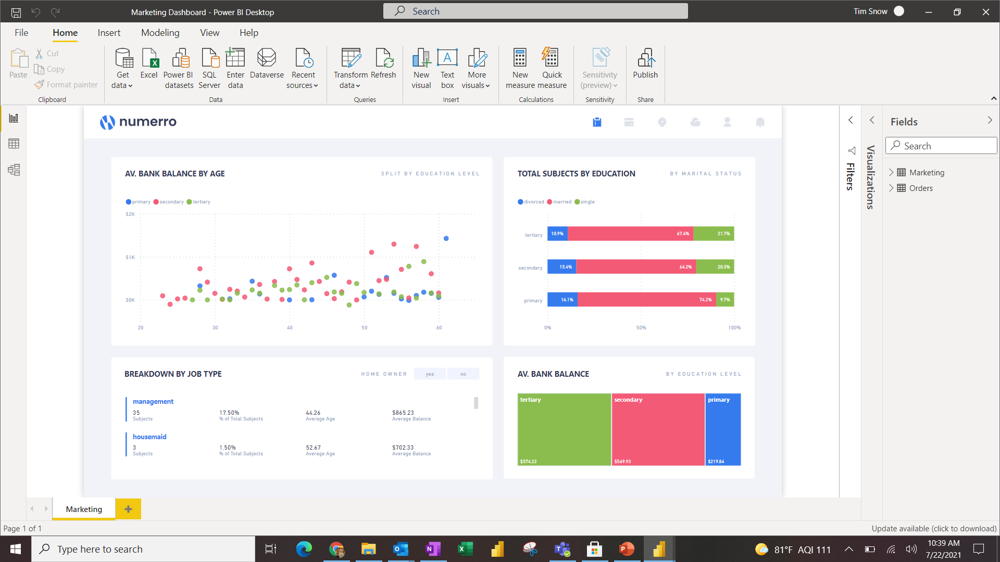 Marketing Dashboard - Power BI Desktop
Search
Tim Snow
File Home Insert Modeling View Help
Paste
Cut
Copy
Format painter
Clipboard
Get data
Excel
Power BI datasets
SQL Server
Enter data
Dataverse
Recent sources
Data
Transform data
Refresh
Queries
New visual
Text box
More visuals
Insert
New measure
Quick measure
Calculations
Sensitivity (preview)
Sensitivity
Publish
Share
numerro
AV. BANK BALANCE BY AGE
SPLIT BY EDUCATION LEVEL
primary secondary tertiary
$2K
$1K
$0K
20 30 40 50 60
TOTAL SUBJECTS BY EDUCATION
BY MARITAL STATUS
divorced married single
tertiary 10.9% 67.4% 21.7%
secondary 15.4% 64.2% 20.3%
primary 16.1% 74.2% 9.7%
0% 50% 100%
BREAKDOWN BY JOB TYPE
HOME OWNER yes no
management
35 17.50% 44.26 $865.23
Subjects % of Total Subjects Average Age Average Balance
housemaid
3 1.50% 52.67 $702.33
Subjects % of Total Subjects Average Age Average Balance
AV. BANK BALANCE
BY EDUCATION LEVEL
tertiary secondary primary
$574.22 $569.93 $219.84
Filters
Visualizations
Fields
Search
Marketing
Orders
Marketing
Page 1 of 1
Update available (click to download)
Type here to search
81°F AQI 111
10:39 AM
7/22/2021